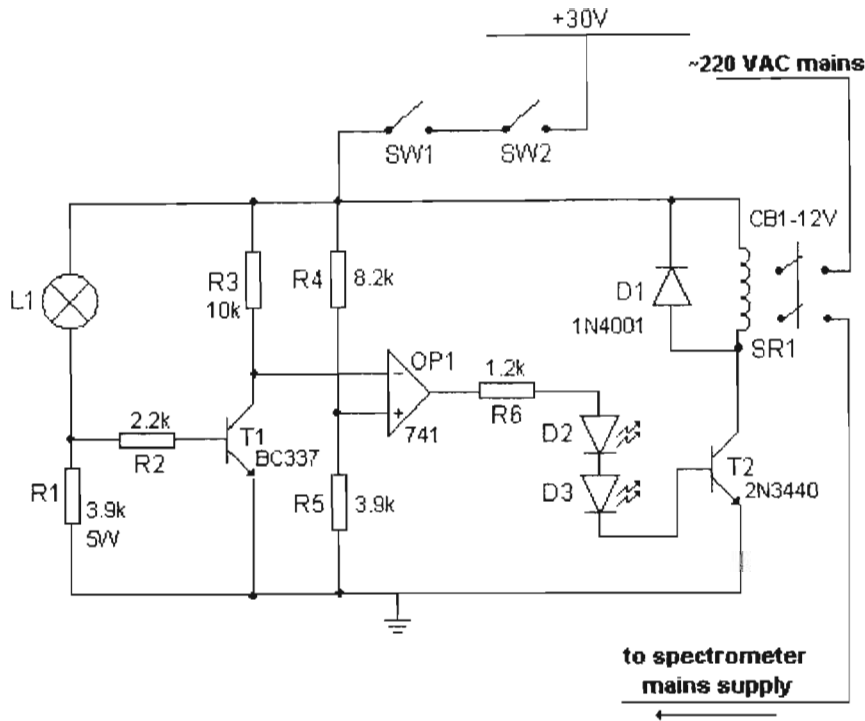 +30V
~220 VAC mains
SW1
SW2
CB1-12V
L1
R3
10k
R4
8.2k
D1
1N4001
SR1
OP1
-
+
741
1.2k
R6
2.2k
R2
T1
BC337
D2
D3
T2
2N3440
R1
3.9k
5W
R5
3.9k
to spectrometer
mains supply